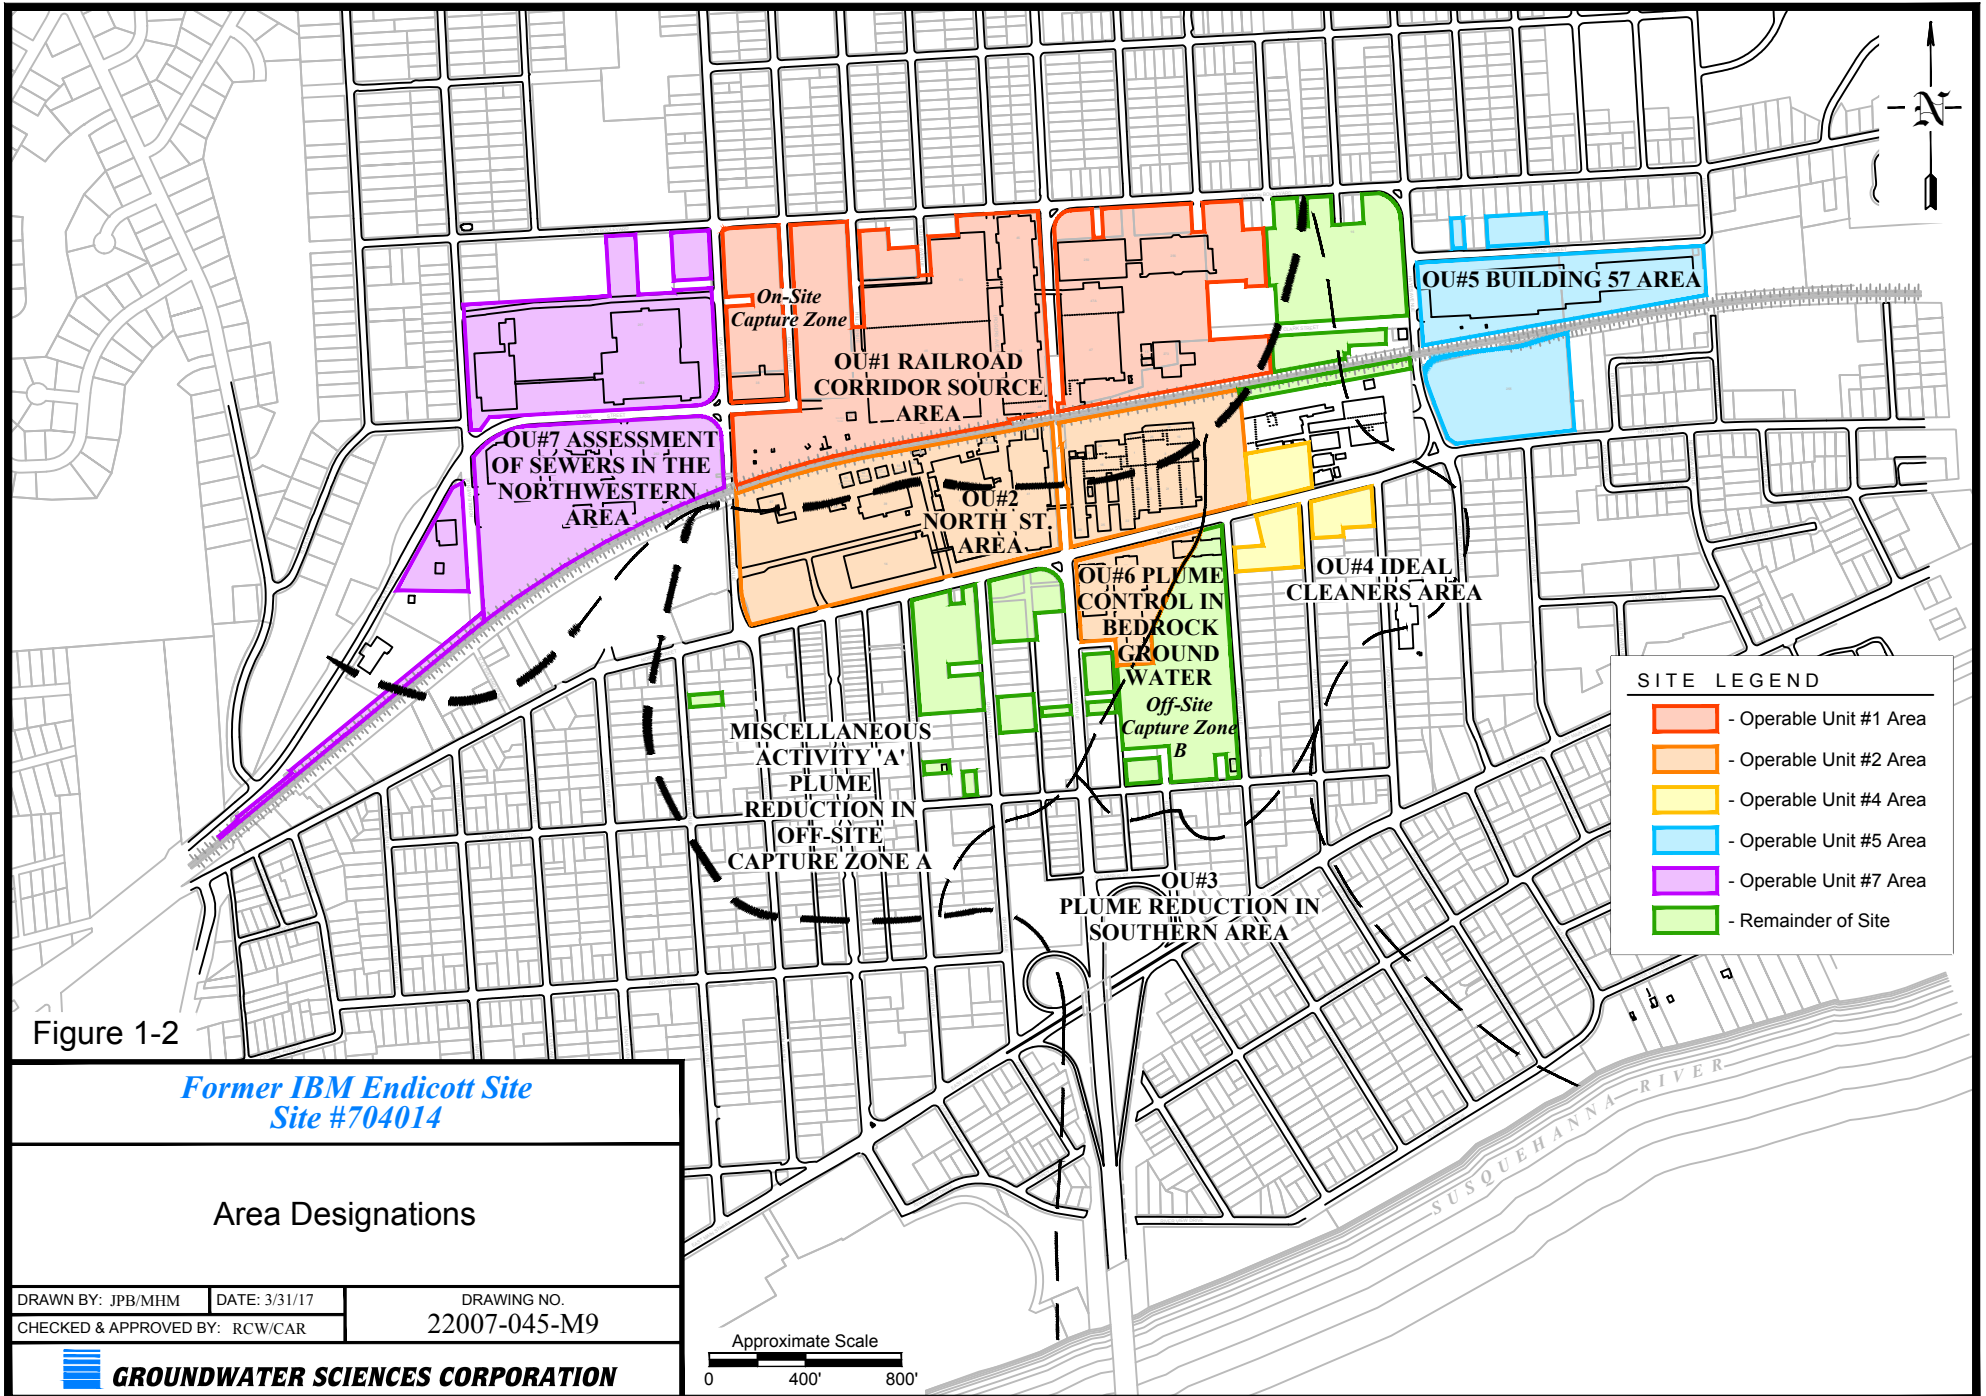 N
On-Site
Capture Zone
OU#1 RAILROAD
CORRIDOR SOURCE
AREA
OU#5 BUILDING 57 AREA
OU#7 ASSESSMENT
OF SEWERS IN THE
NORTHWESTERN
AREA
OU#2
NORTH ST.
AREA
OU#6 PLUME
CONTROL IN
BEDROCK
GROUND
WATER
Off-Site
Capture Zone
B
OU#4 IDEAL
CLEANERS AREA
MISCELLANEOUS
ACTIVITY 'A'
PLUME
REDUCTION IN
OFF-SITE
CAPTURE ZONE A
OU#3
PLUME REDUCTION IN
SOUTHERN AREA
SITE LEGEND
- Operable Unit #1 Area
- Operable Unit #2 Area
- Operable Unit #4 Area
- Operable Unit #5 Area
- Operable Unit #7 Area
- Remainder of Site
SUSQUEHANNA RIVER
Figure 1-2
Former IBM Endicott Site
Site #704014
Area Designations
DRAWN BY: JPB/MHM
DATE: 3/31/17
CHECKED & APPROVED BY: RCW/CAR
DRAWING NO.
22007-045-M9
GROUNDWATER SCIENCES CORPORATION
Approximate Scale
0 400' 800'